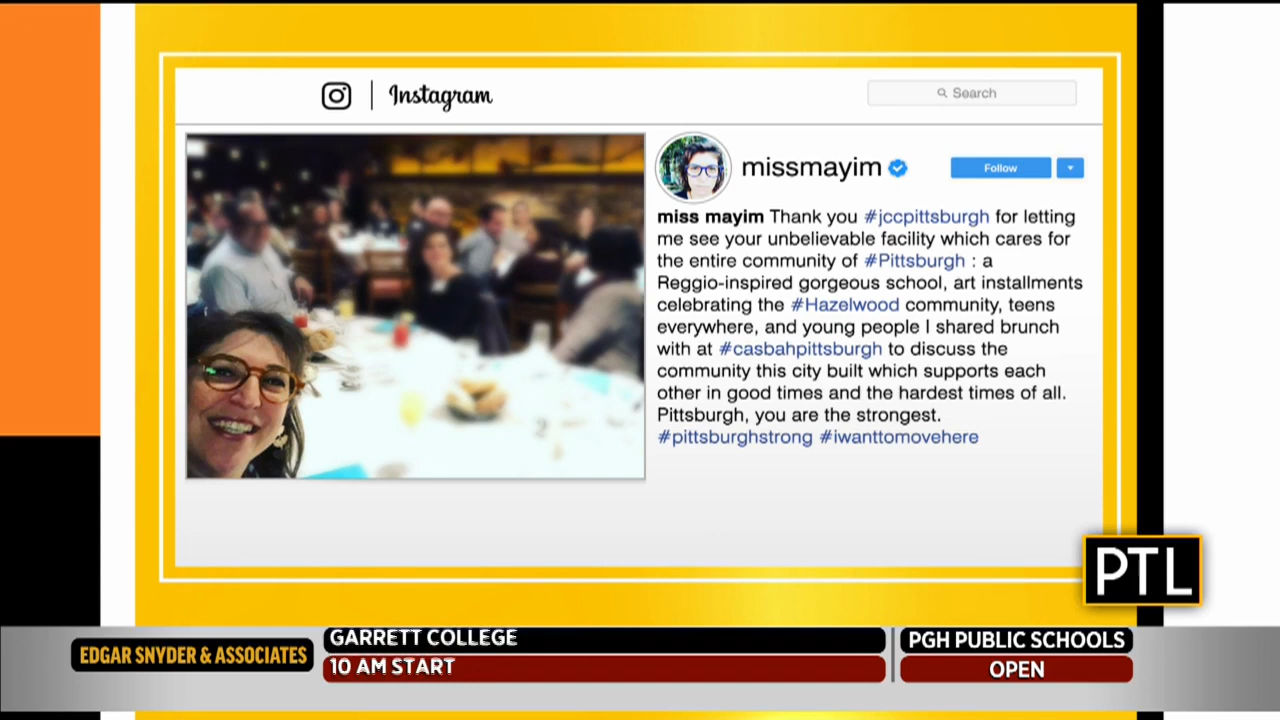 Instagram
Search
missmayim
Follow
miss mayim Thank you #jccpittsburgh for letting
me see your unbelievable facility which cares for
the entire community of #Pittsburgh : a
Reggio-inspired gorgeous school, art installments
celebrating the #Hazelwood community, teens
everywhere, and young people I shared brunch
with at #casbahpittsburgh to discuss the
community this city built which supports each
other in good times and the hardest times of all.
Pittsburgh, you are the strongest.
#pittsburghstrong #iwanttomovehere
PTL
EDGAR SNYDER & ASSOCIATES
GARRETT COLLEGE
10 AM START
PGH PUBLIC SCHOOLS
OPEN